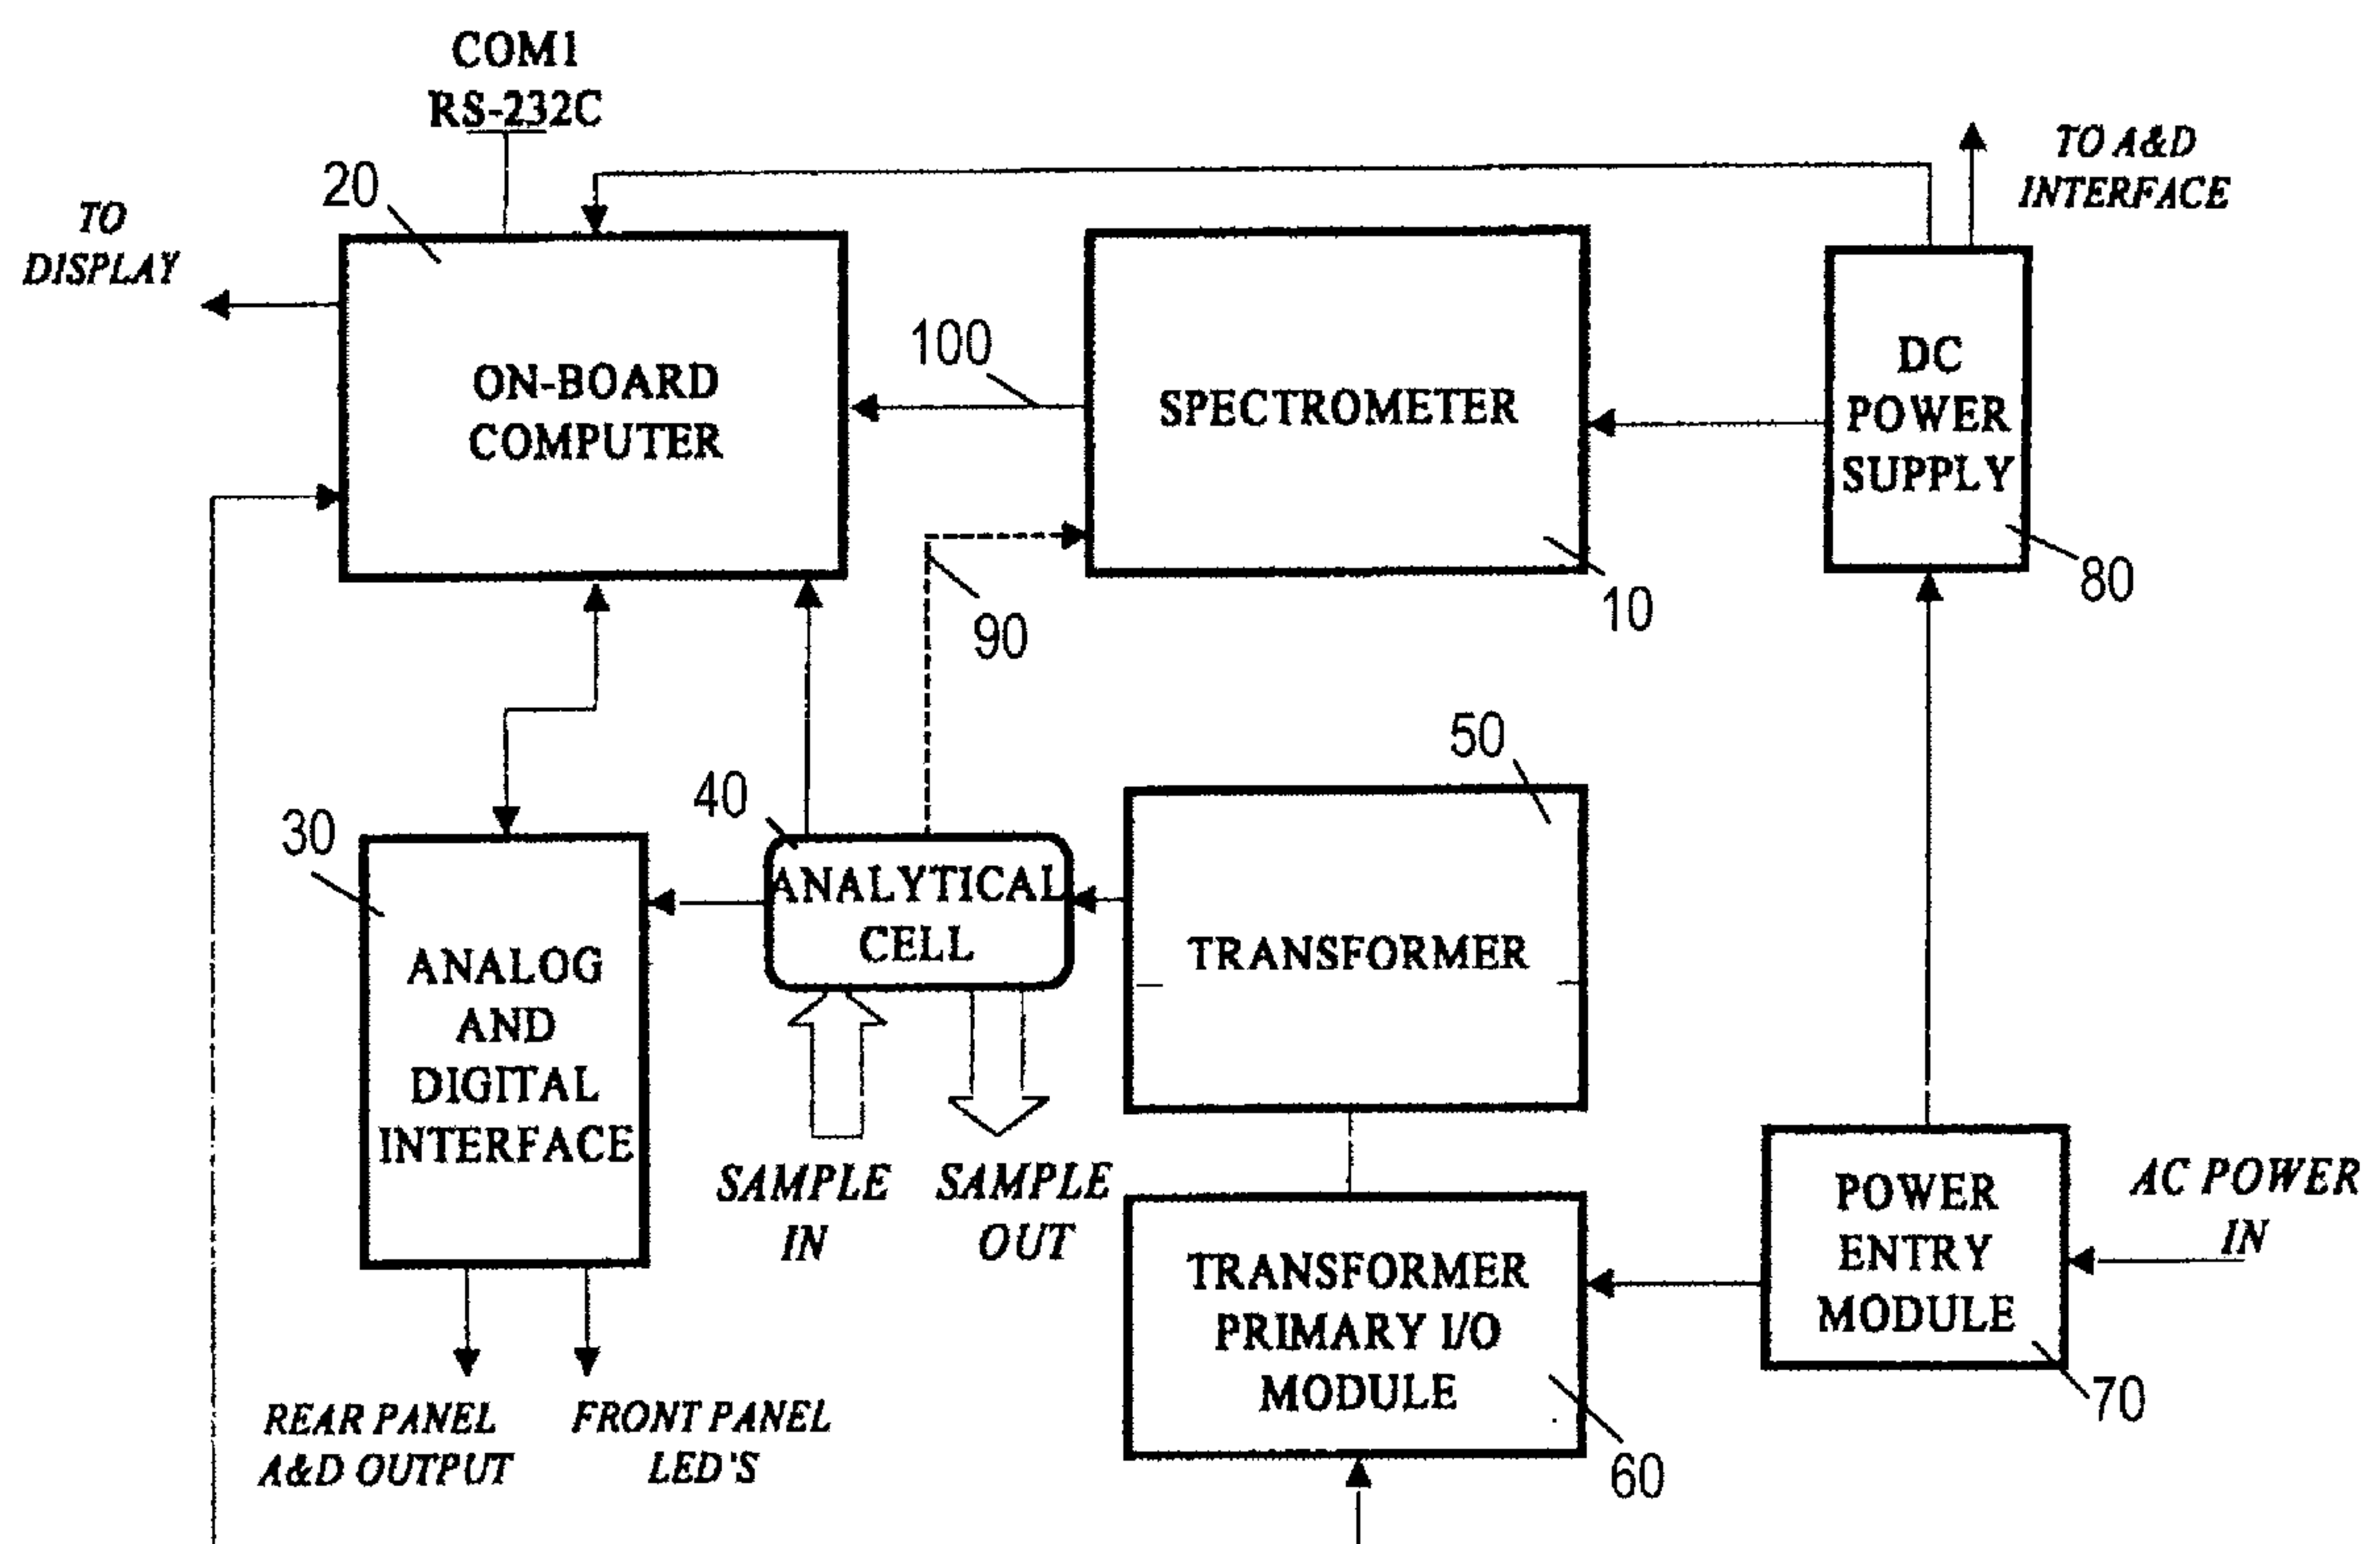 COM1
RS-232C
TO A&D
INTERFACE
20
TO
DISPLAY
ON-BOARD
COMPUTER
100
SPECTROMETER
DC
POWER
SUPPLY
80
10
90
50
40
30
ANALYTICAL
CELL
TRANSFORMER
ANALOG
AND
DIGITAL
INTERFACE
SAMPLE
IN
SAMPLE
OUT
POWER
ENTRY
MODULE
AC POWER
IN
TRANSFORMER
PRIMARY I/O
MODULE
70
60
REAR PANEL
A&D OUTPUT
FRONT PANEL
LED'S